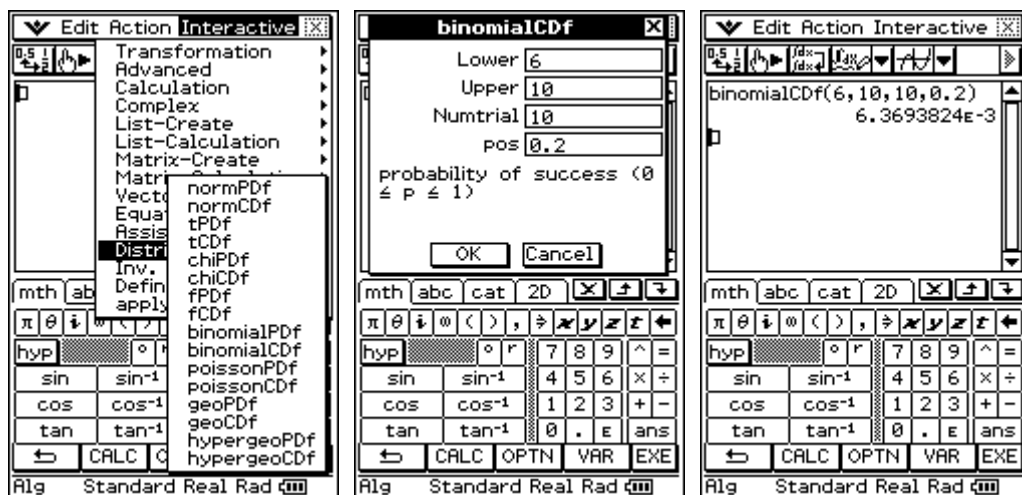 Edit Action Interactive
Transformation
Advanced
Calculation
Complex
List-Create
List-Calculation
Matrix-Create
normPDf
normCDf
tPDf
tCDf
chiPDf
chiCDf
fPDf
fCDf
binomialPDf
binomialCDf
poissonPDf
poissonCDf
geoPDf
geoCDf
hypergeoPDf
hypergeoCDf
Inv.
apply
mth
hyp
π θ i ∞ ( )
sin sin-1
cos cos-1
tan tan-1
CALC
Alg Standard Real Rad
binomialCDf X
Lower 6
Upper 10
Numtrial 10
pos 0.2
probability of success (0
≤ p ≤ 1)
OK Cancel
mth abc cat 2D
π θ i ∞ ( ) , ⇒ x y z t
hyp ° r 7 8 9 ^ =
sin sin-1 4 5 6 × ÷
cos cos-1 1 2 3 + −
tan tan-1 0 . E ans
CALC OPTN VAR EXE
Alg Standard Real Rad
Edit Action Interactive
binomialCDf(6,10,10,0.2)
6.3693824E-3
mth abc cat 2D
π θ i ∞ ( ) , ⇒ x y z t
hyp ° r 7 8 9 ^ =
sin sin-1 4 5 6 × ÷
cos cos-1 1 2 3 + −
tan tan-1 0 . E ans
CALC OPTN VAR EXE
Alg Standard Real Rad